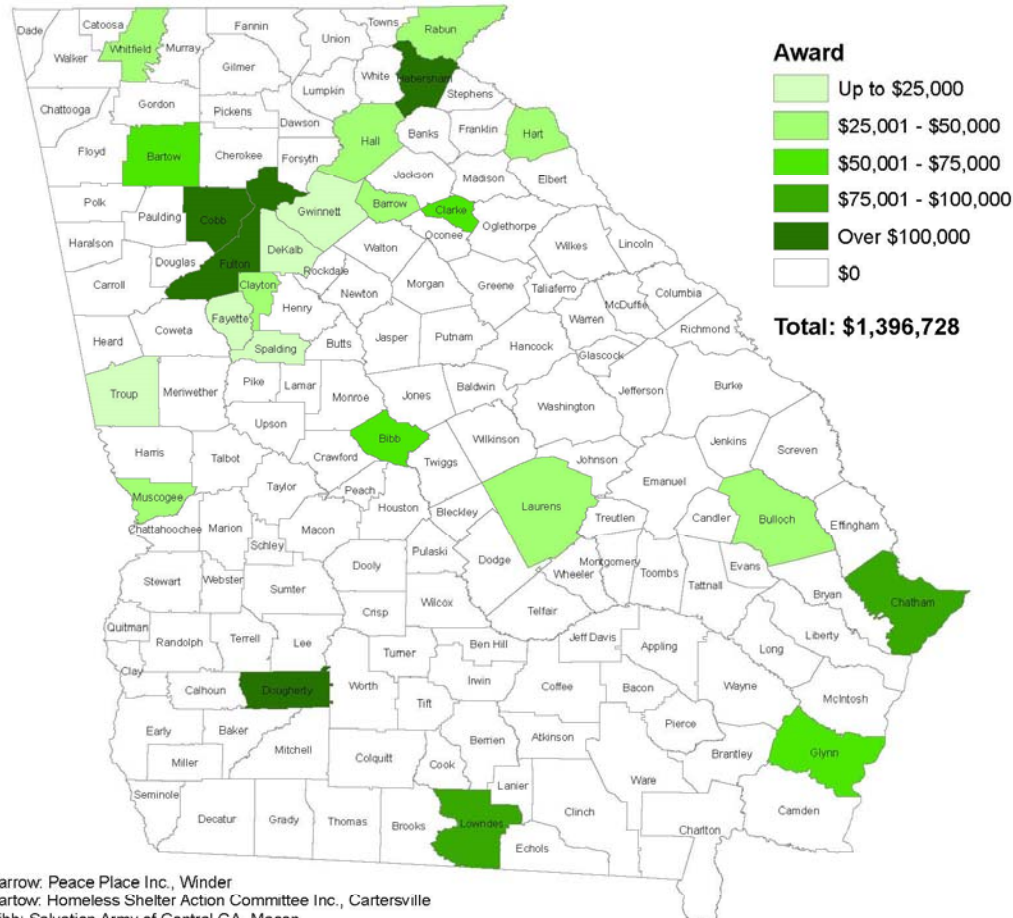 Dade
Catoosa
Whitfield
Murray
Fannin
Union
Towns
Rabun
Walker
Gilmer
White
Habersham
Lumpkin
Stephens
Chattooga
Gordon
Pickens
Dawson
Hall
Banks
Franklin
Hart
Floyd
Bartow
Cherokee
Forsyth
Jackson
Madison
Elbert
Polk
Paulding
Cobb
Gwinnett
Barrow
Clarke
Oconee
Oglethorpe
Haralson
Douglas
Fulton
DeKalb
Walton
Wilkes
Lincoln
Carroll
Clayton
Rockdale
Newton
Morgan
Greene
Taliaferro
McDuffie
Columbia
Heard
Coweta
Fayette
Henry
Spalding
Butts
Jasper
Putnam
Hancock
Warren
Glascock
Richmond
Troup
Meriwether
Pike
Lamar
Monroe
Jones
Baldwin
Washington
Jefferson
Burke
Harris
Talbot
Upson
Bibb
Crawford
Twiggs
Wilkinson
Johnson
Jenkins
Screven
Emanuel
Muscogee
Chattahoochee
Marion
Taylor
Peach
Houston
Bleckley
Laurens
Treutlen
Candler
Bulloch
Effingham
Schley
Macon
Pulaski
Dodge
Wheeler
Montgomery
Toombs
Tattnall
Evans
Bryan
Chatham
Stewart
Webster
Sumter
Dooly
Crisp
Wilcox
Telfair
Quitman
Randolph
Terrell
Lee
Turner
Ben Hill
Jeff Davis
Appling
Long
Liberty
Clay
Calhoun
Dougherty
Worth
Tift
Irwin
Coffee
Bacon
Wayne
McIntosh
Early
Baker
Mitchell
Miller
Colquitt
Cook
Berrien
Atkinson
Pierce
Brantley
Glynn
Seminole
Decatur
Grady
Thomas
Brooks
Lowndes
Lanier
Echols
Clinch
Ware
Charlton
Camden
Award
Up to $25,000
$25,001 - $50,000
$50,001 - $75,000
$75,001 - $100,000
Over $100,000
$0
Total: $1,396,728
arrow: Peace Place Inc., Winder
artow: Homeless Shelter Action Committee Inc., Cartersville
ibb: Salvation Army of Central GA, Macon